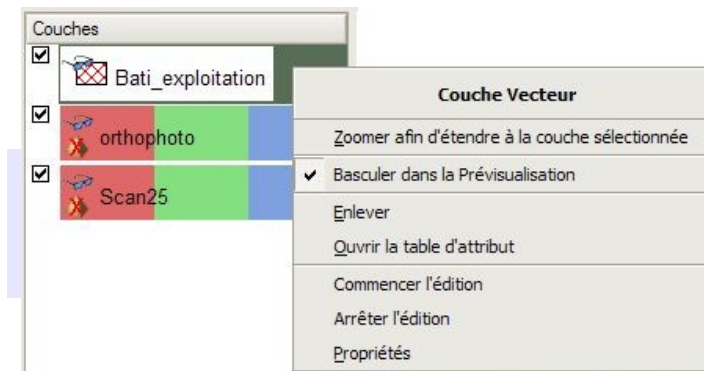 Couches
Bati_exploitation
orthophoto
Scan25
Couche Vecteur
Zoomer afin d'étendre à la couche sélectionnée
Basculer dans la Prévisualisation
Enlever
Ouvrir la table d'attribut
Commencer l'édition
Arrêter l'édition
Propriétés